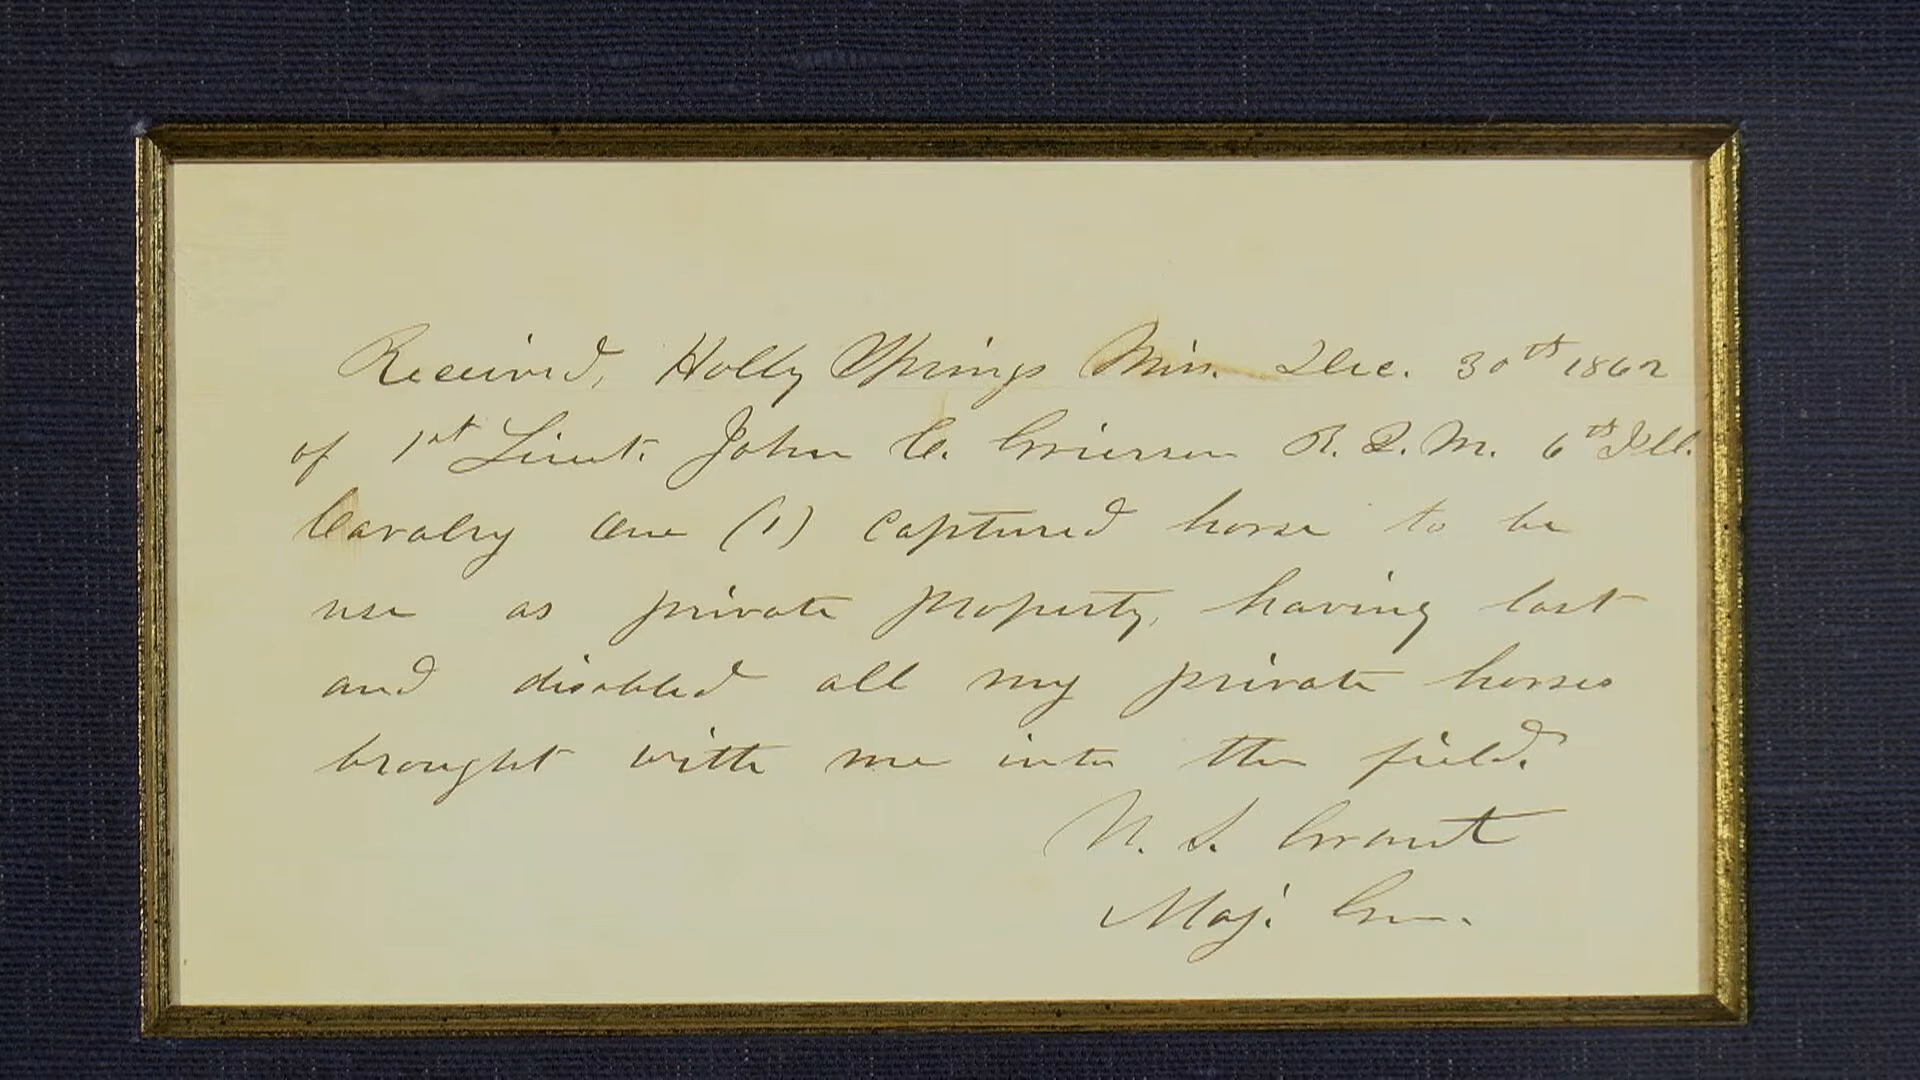 Received, Holly Springs Miss. Dec. 30th 1862
of 1st Lieut. John C. Grierson R.Q.M. 6th Ill.
Cavalry One (1) captured horse to be
use as private property, having lost
and disabled all my private horses
brought with me into the field.
U. S. Grant
Maj. Gen.